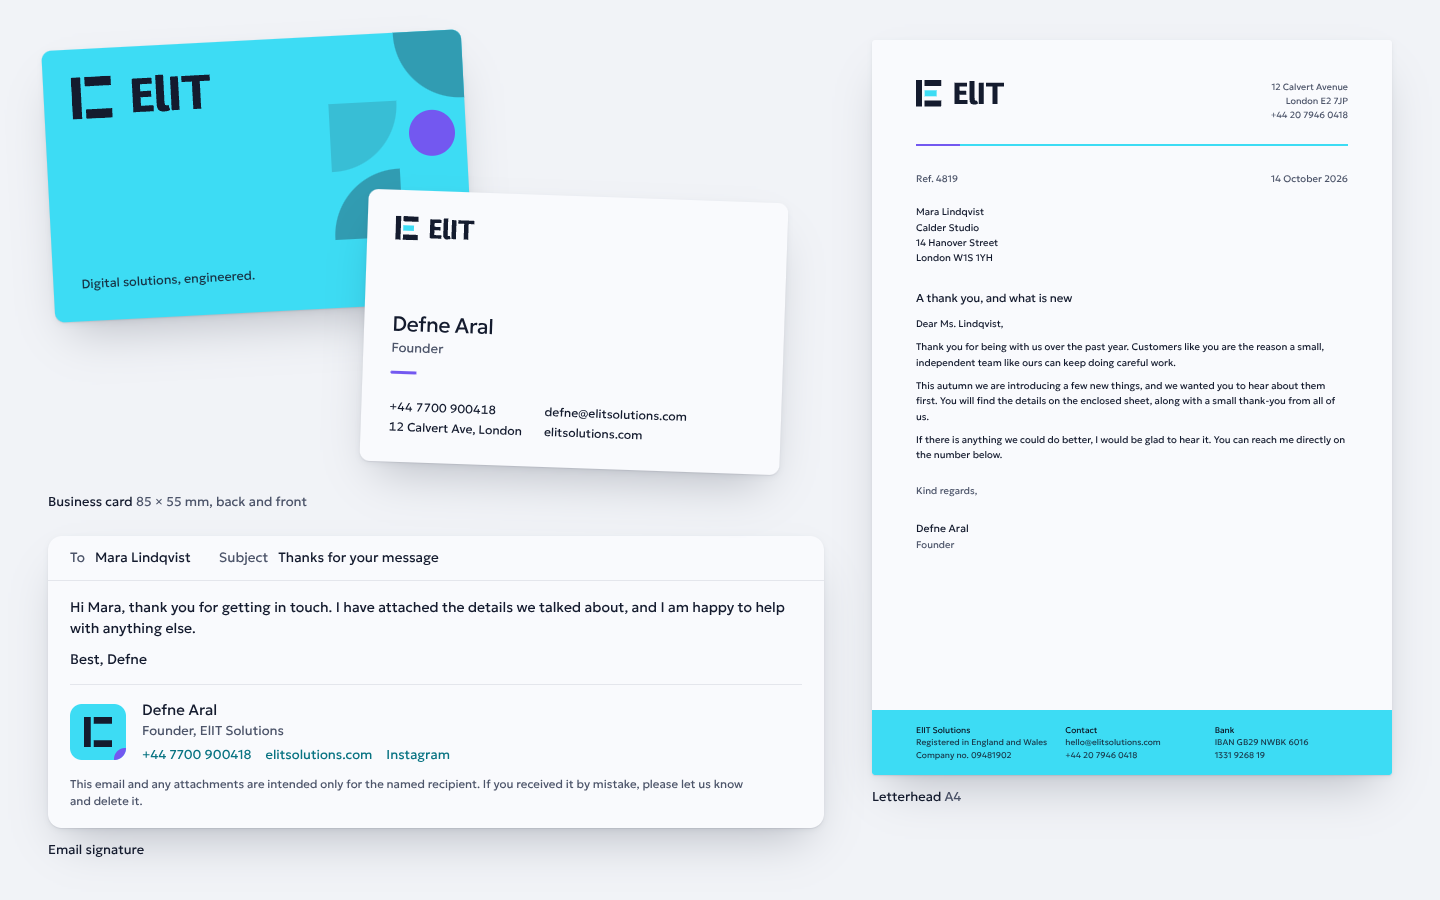 ElIT
Digital solutions, engineered.
ElIT
Defne Aral
Founder
+44 7700 900418
12 Calvert Ave, London
defne@elitsolutions.com
elitsolutions.com
Business card 85 × 55 mm, back and front
To Mara Lindqvist Subject Thanks for your message
Hi Mara, thank you for getting in touch. I have attached the details we talked about, and I am happy to help
with anything else.
Best, Defne
Defne Aral
Founder, ElIT Solutions
+44 7700 900418 elitsolutions.com Instagram
This email and any attachments are intended only for the named recipient. If you received it by mistake, please let us know
and delete it.
Email signature
ElIT
12 Calvert Avenue
London E2 7JP
+44 20 7946 0418
Ref. 4819
14 October 2026
Mara Lindqvist
Calder Studio
14 Hanover Street
London W1S 1YH
A thank you, and what is new
Dear Ms. Lindqvist,
Thank you for being with us over the past year. Customers like you are the reason a small,
independent team like ours can keep doing careful work.
This autumn we are introducing a few new things, and we wanted you to hear about them
first. You will find the details on the enclosed sheet, along with a small thank-you from all of
us.
If there is anything we could do better, I would be glad to hear it. You can reach me directly on
the number below.
Kind regards,
Defne Aral
Founder
ElIT Solutions
Registered in England and Wales
Company no. 09481902
Contact
hello@elitsolutions.com
+44 20 7946 0418
Bank
IBAN GB29 NWBK 6016
1331 9268 19
Letterhead A4